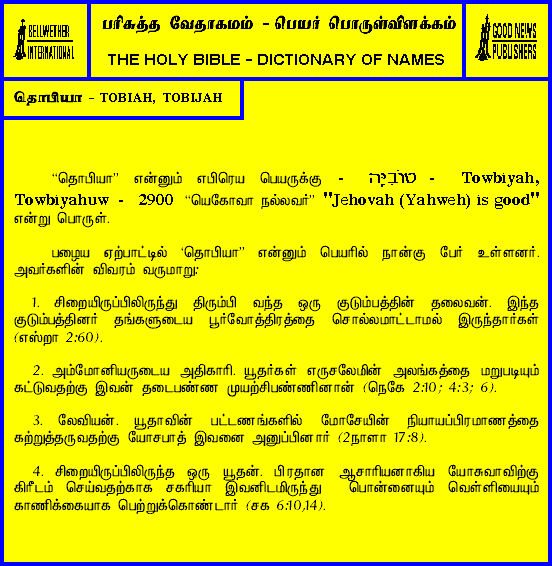 BELLWETHER
INTERNATIONAL
பரிசுத்த வேதாகமம் - பெயர் பொருள்விளக்கம்
THE HOLY BIBLE - DICTIONARY OF NAMES
GOOD NEWS
PUBLISHERS
தொபியா - TOBIAH, TOBIJAH
“தொபியா” என்னும் எபிரெய பெயருக்கு - טוֹבִיָּה - Towbiyah,
Towbiyahuw - 2900 “யெகோவா நல்லவர்” "Jehovah (Yahweh) is good"
என்று பொருள்.
பழைய ஏற்பாட்டில் ‘தொபியா” என்னும் பெயரில் நான்கு பேர் உள்ளனர்.
அவர்களின் விவரம் வருமாறு:
1. சிறையிருப்பிலிருந்து திரும்பி வந்த ஒரு குடும்பத்தின் தலைவன். இந்த
குடும்பத்தினர் தங்களுடைய பூர்வோத்திரத்தை சொல்லமாட்டாமல் இருந்தார்கள்
(எஸ்றா 2:60).
2. அம்மோனியருடைய அதிகாரி. யூதர்கள் எருசலேமின் அலங்கத்தை மறுபடியும்
கட்டுவதற்கு இவன் தடைபண்ண முயற்சிபண்ணினான் (நெகே 2:10; 4:3; 6).
3. லேவியன். யூதாவின் பட்டணங்களில் மோசேயின் நியாயப்பிரமாணத்தை
கற்றுத்தருவதற்கு யோசபாத் இவனை அனுப்பினார் (2நாளா 17:8).
4. சிறையிருப்பிலிருந்த ஒரு யூதன். பிரதான ஆசாரியனாகிய யோசுவாவிற்கு
கிரீடம் செய்வதற்காக சகரியா இவனிடமிருந்து பொன்னையும் வெள்ளியையும்
காணிக்கையாக பெற்றுக்கொண்டார் (சக 6:10,14).